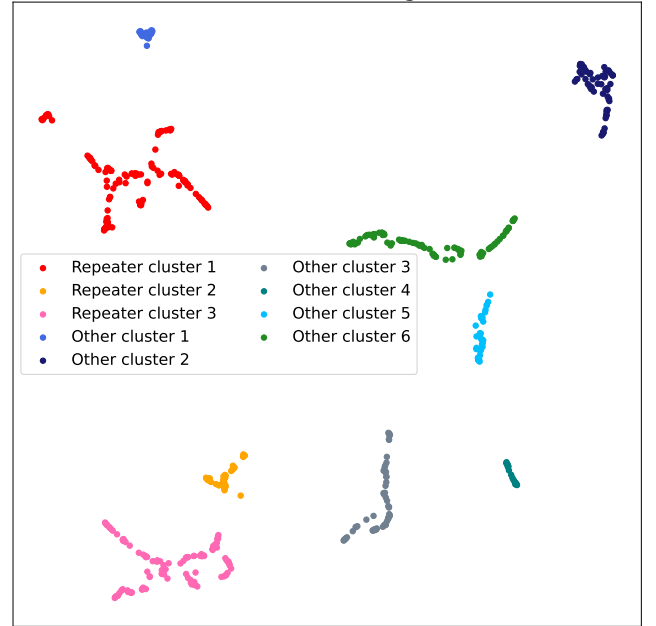 Repeater cluster 1
Repeater cluster 2
Repeater cluster 3
Other cluster 1
Other cluster 2
Other cluster 3
Other cluster 4
Other cluster 5
Other cluster 6